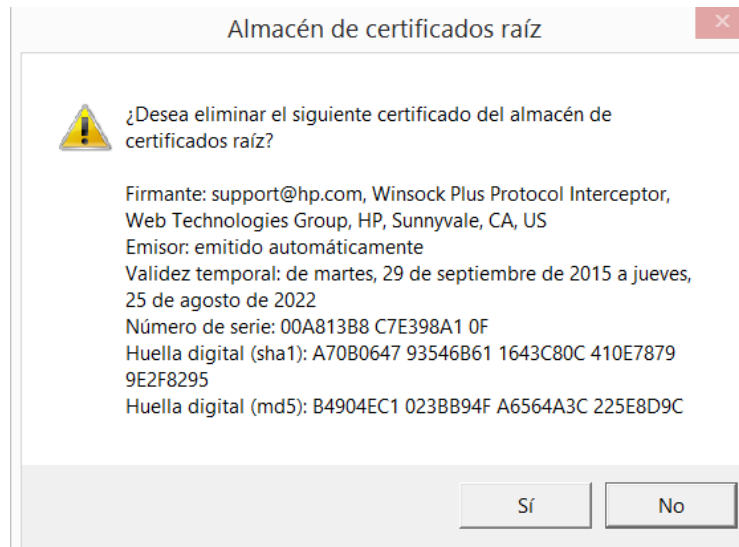 Almacén de certificados raíz
¿Desea eliminar el siguiente certificado del almacén de
certificados raíz?
Firmante: support@hp.com, Winsock Plus Protocol Interceptor,
Web Technologies Group, HP, Sunnyvale, CA, US
Emisor: emitido automáticamente
Validez temporal: de martes, 29 de septiembre de 2015 a jueves,
25 de agosto de 2022
Número de serie: 00A813B8 C7E398A1 0F
Huella digital (sha1): A70B0647 93546B61 1643C80C 410E7879
9E2F8295
Huella digital (md5): B4904EC1 023BB94F A6564A3C 225E8D9C
Sí
No